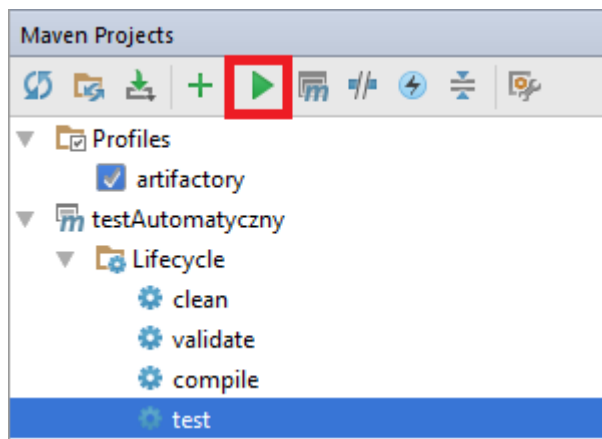 Maven Projects
Profiles
artifactory
testAutomatyczny
Lifecycle
clean
validate
compile
test